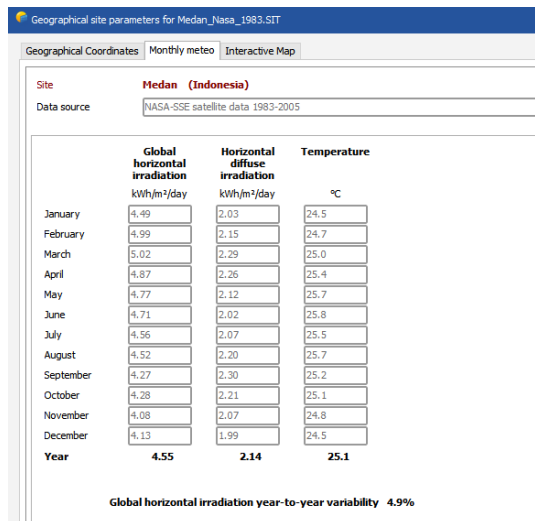 Geographical site parameters for Medan_Nasa_1983.SIT
Geographical Coordinates Monthly meteo Interactive Map
Site Medan (Indonesia)
Data source NASA-SSE satellite data 1983-2005
Global horizontal irradiation Horizontal diffuse irradiation Temperature
kWh/m²/day kWh/m²/day °C
January 4.49 2.03 24.5
February 4.99 2.15 24.7
March 5.02 2.29 25.0
April 4.87 2.26 25.4
May 4.77 2.12 25.7
June 4.71 2.02 25.8
July 4.56 2.07 25.5
August 4.52 2.20 25.7
September 4.27 2.30 25.2
October 4.28 2.21 25.1
November 4.08 2.07 24.8
December 4.13 1.99 24.5
Year 4.55 2.14 25.1
Global horizontal irradiation year-to-year variability 4.9%